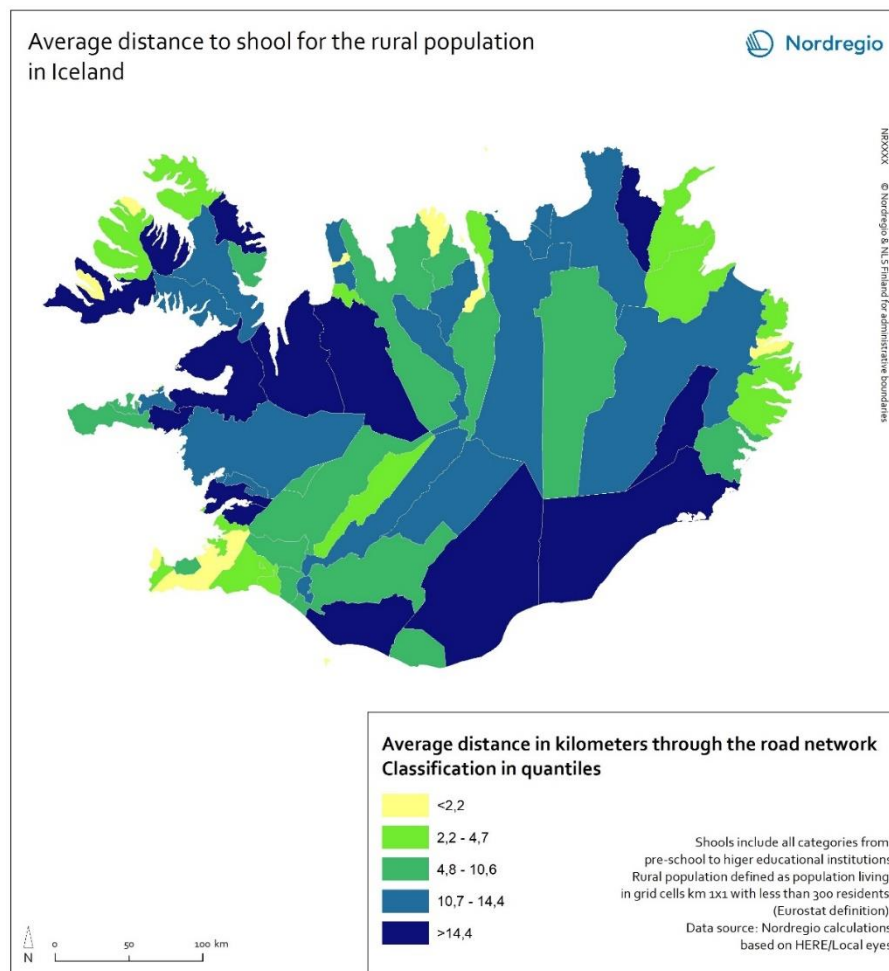 Average distance to shool for the rural population
in Iceland
Nordregio
NRXXXX © Nordregio & NLS Finland for administrative boundaries
Average distance in kilometers through the road network
Classification in quantiles
<2,2
2,2 - 4,7
4,8 - 10,6
10,7 - 14,4
>14,4
Shools include all categories from
pre-school to higer educational institutions
Rural population defined as population living
in grid cells km 1x1 with less than 300 residents
(Eurostat definition)
Data source: Nordregio calculations
based on HERE/Local eyes
N
0 50 100 km